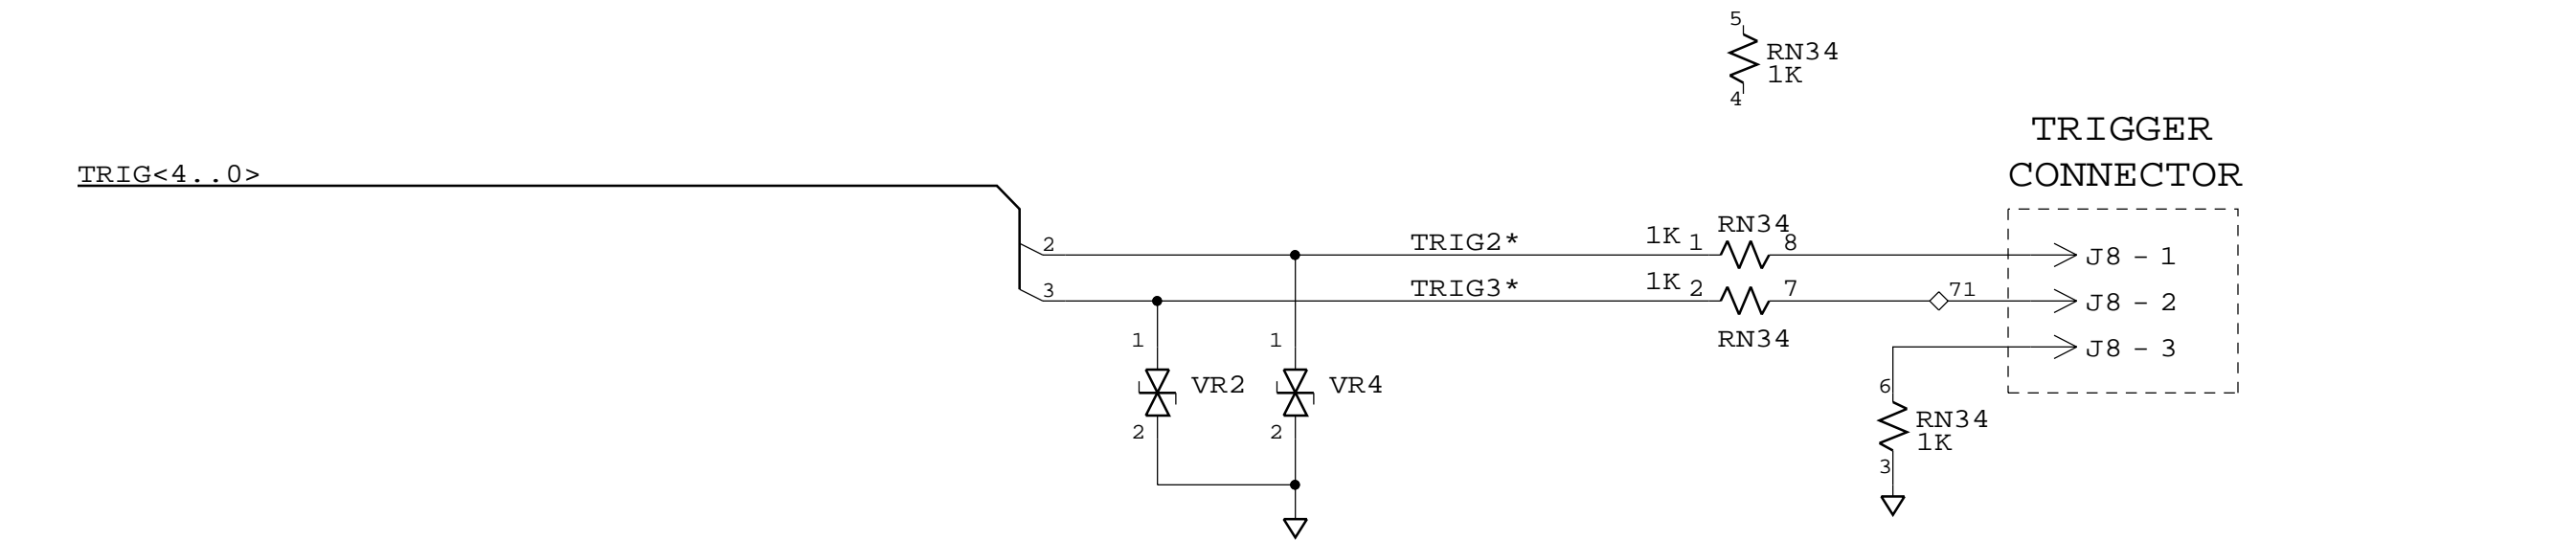 5
RN34
1K
4
TRIGGER
CONNECTOR
TRIG<4..0>
2 TRIG2* 1K 1 RN34 8 J8 - 1
3 TRIG3* 1K 2 7 71 J8 - 2
RN34
J8 - 3
1 1
VR2 VR4
2 2
6
RN34
1K
3